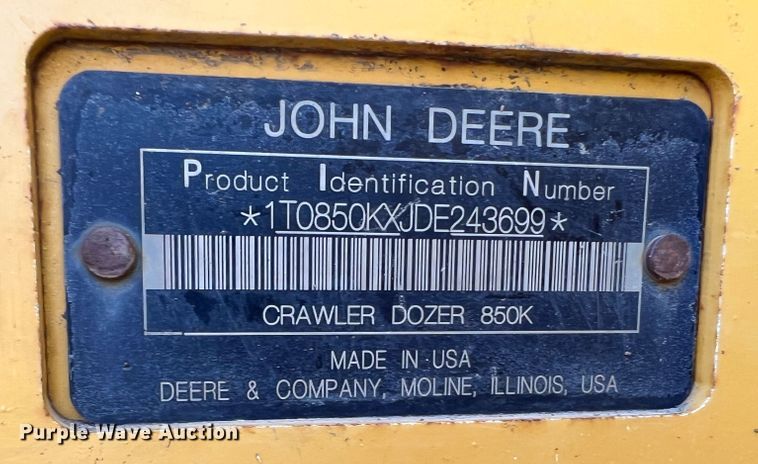 JOHN DEERE
Product Identification Number
*1T0850KXJDE243699*
CRAWLER DOZER 850K
MADE IN USA
DEERE & COMPANY, MOLINE, ILLINOIS, USA
Purple Wave Auction